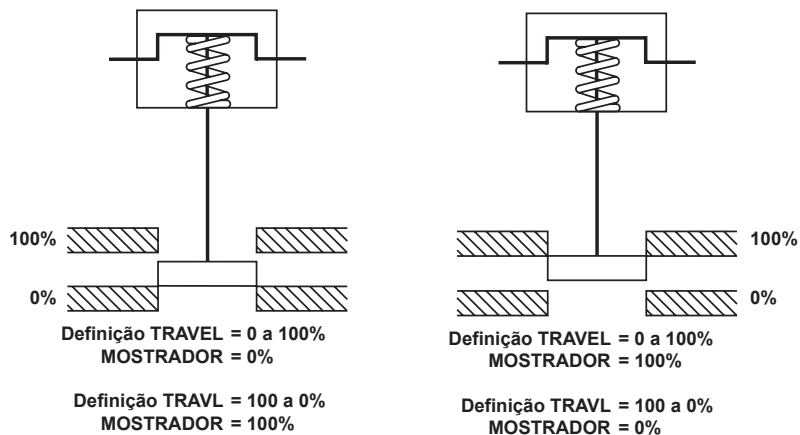 100%
0%
Definição TRAVEL = 0 a 100%
MOSTRADOR = 0%
Definição TRAVL = 100 a 0%
MOSTRADOR = 100%
100%
0%
Definição TRAVEL = 0 a 100%
MOSTRADOR = 100%
Definição TRAVL = 100 a 0%
MOSTRADOR = 0%